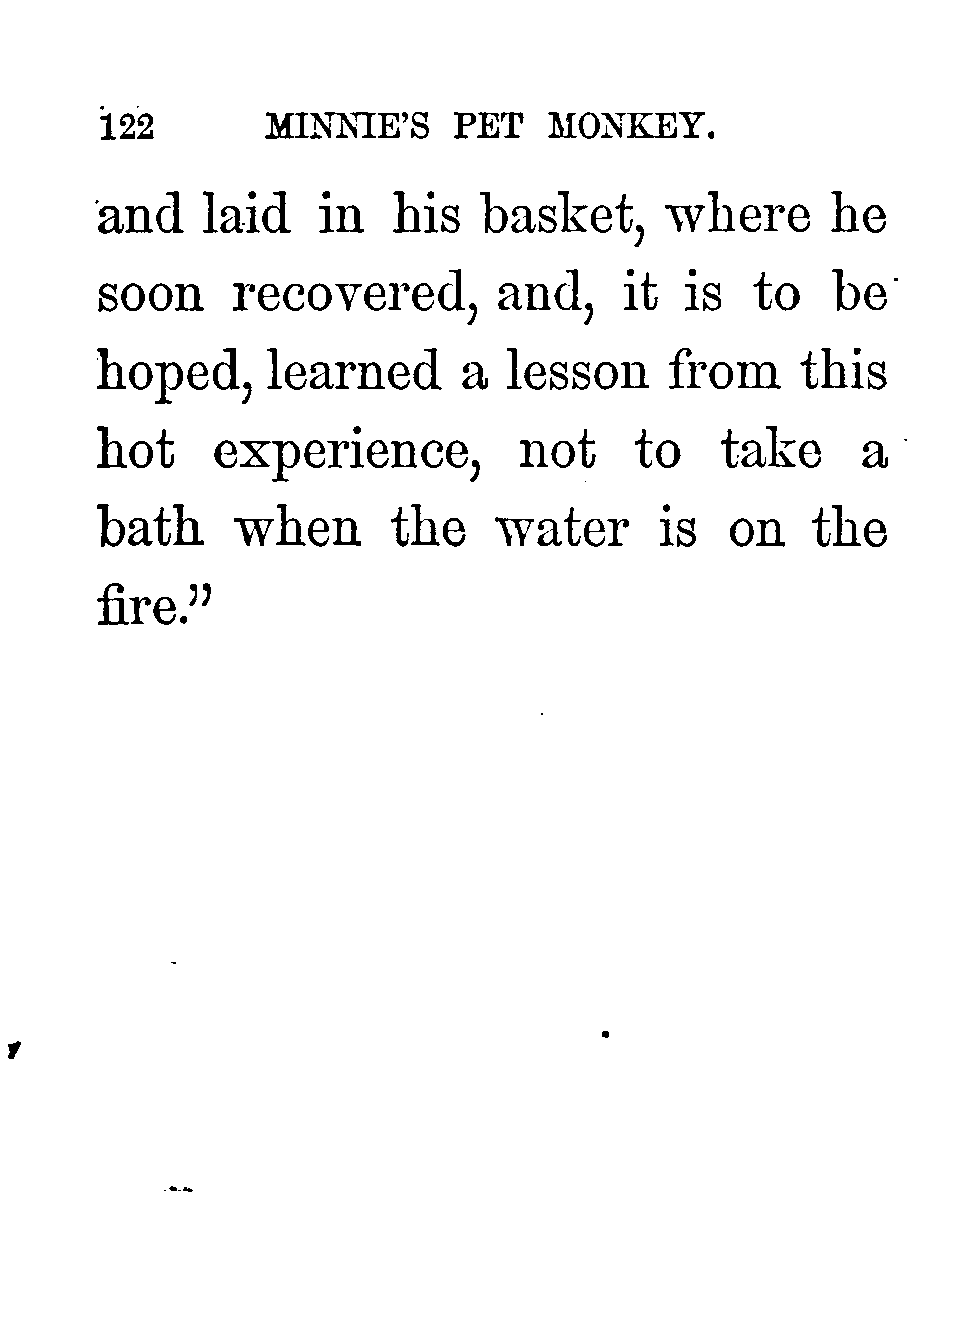 122 MINNIE'S PET MONKEY.
and laid in his basket, where he
soon recovered, and, it is to be
hoped, learned a lesson from this
hot experience, not to take a
bath when the water is on the
fire.”